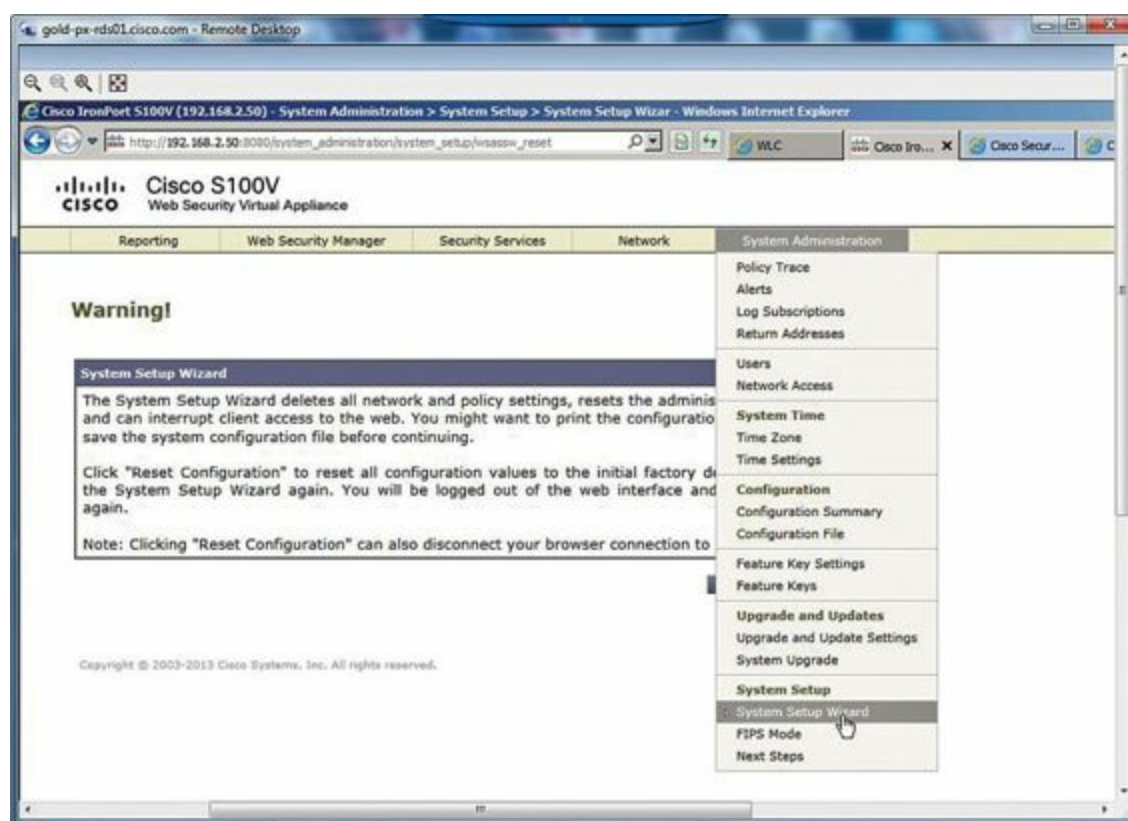 gold-px-rds01.cisco.com - Remote Desktop
Cisco IronPort S100V (192.168.2.50) - System Administration > System Setup > System Setup Wizar - Windows Internet Explorer
http://192.168.2.50:8080/system_administration/system_setup/wsassw_reset
WLC
Cisco Iro...
Cisco Secur...
C
CISCO
Cisco S100V
Web Security Virtual Appliance
Reporting
Web Security Manager
Security Services
Network
System Administration
Policy Trace
Alerts
Log Subscriptions
Return Addresses
Users
Network Access
System Time
Time Zone
Time Settings
Configuration
Configuration Summary
Configuration File
Feature Key Settings
Feature Keys
Upgrade and Updates
Upgrade and Update Settings
System Upgrade
System Setup
System Setup Wizard
FIPS Mode
Next Steps
Warning!
System Setup Wizard
The System Setup Wizard deletes all network and policy settings, resets the adminis
and can interrupt client access to the web. You might want to print the configuratio
save the system configuration file before continuing.
Click "Reset Configuration" to reset all configuration values to the initial factory de
the System Setup Wizard again. You will be logged out of the web interface and
again.
Note: Clicking "Reset Configuration" can also disconnect your browser connection to
Copyright © 2003-2013 Cisco Systems, Inc. All rights reserved.